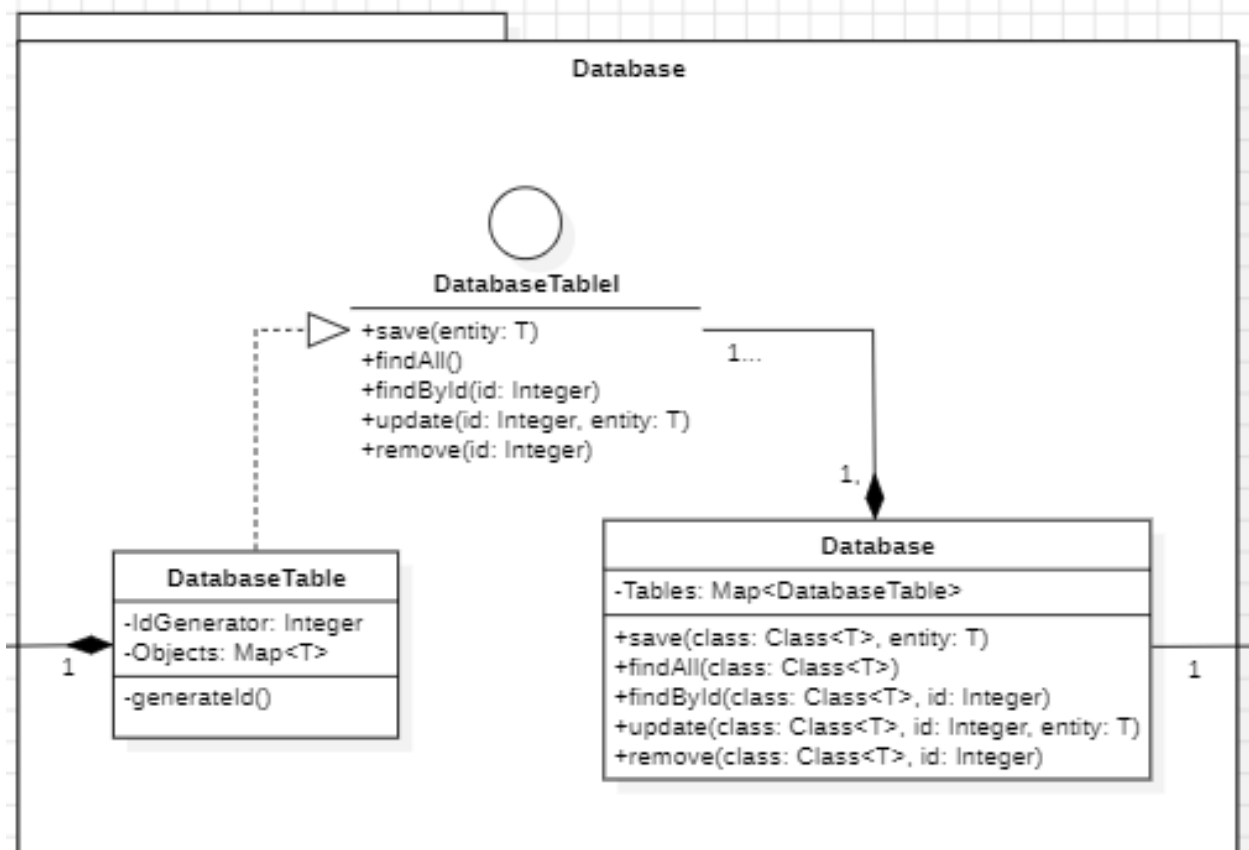 Database
DatabaseTableI
+save(entity: T)
+findAll()
+findById(id: Integer)
+update(id: Integer, entity: T)
+remove(id: Integer)
1...
1,
DatabaseTable
-IdGenerator: Integer
-Objects: Map<T>
-generateId()
1
Database
-Tables: Map<DatabaseTable>
+save(class: Class<T>, entity: T)
+findAll(class: Class<T>)
+findById(class: Class<T>, id: Integer)
+update(class: Class<T>, id: Integer, entity: T)
+remove(class: Class<T>, id: Integer)
1